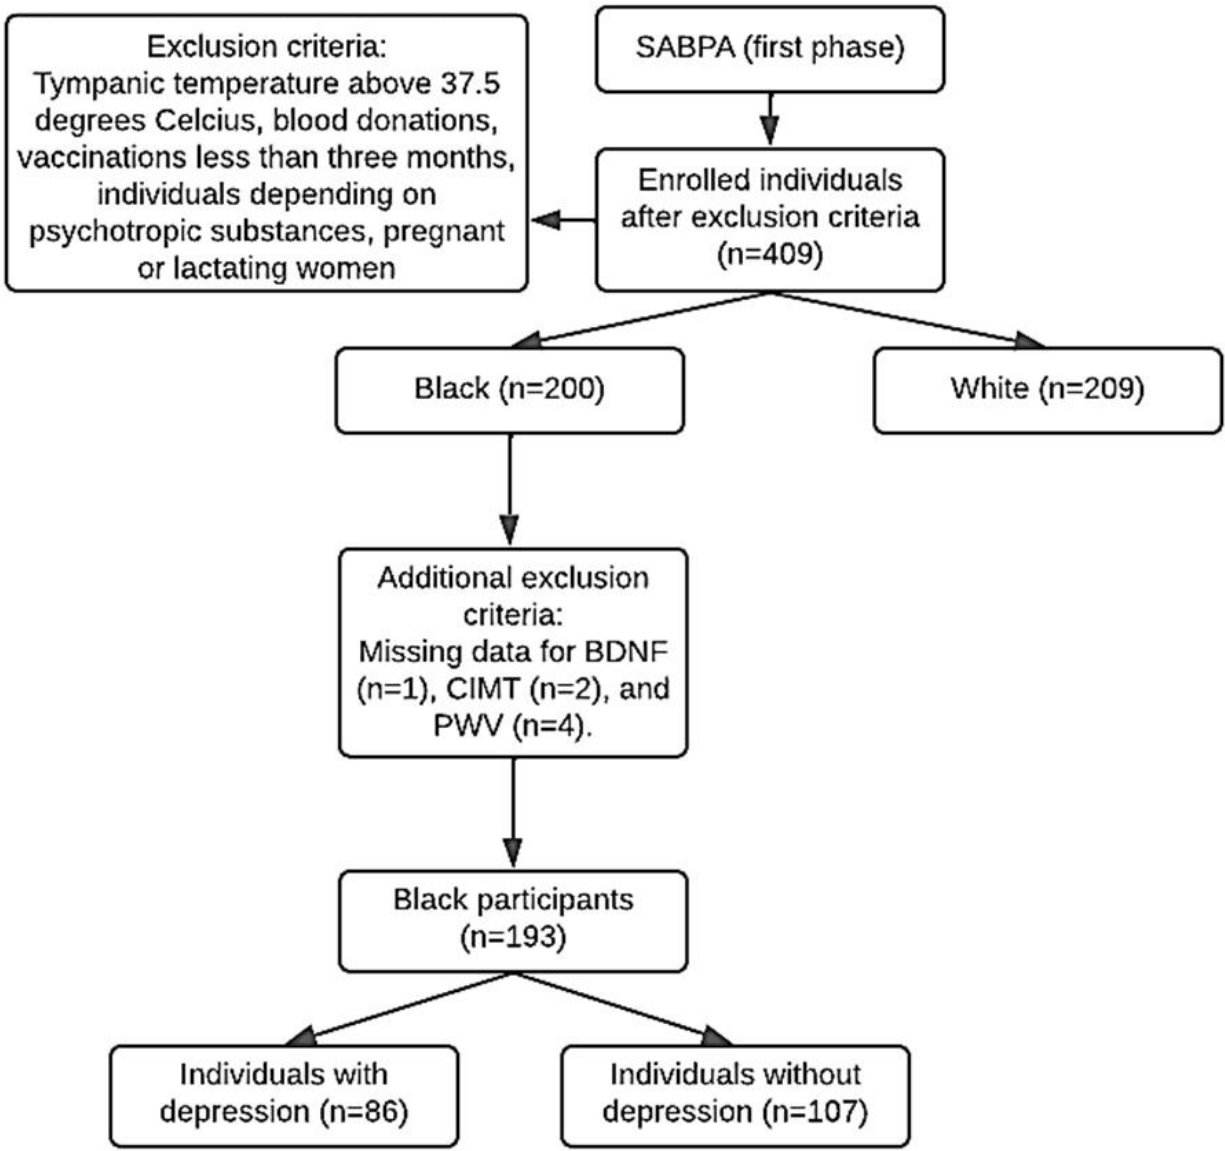 Exclusion criteria:
Tympanic temperature above 37.5
degrees Celcius, blood donations,
vaccinations less than three months,
individuals depending on
psychotropic substances, pregnant
or lactating women
SABPA (first phase)
Enrolled individuals
after exclusion criteria
(n=409)
Black (n=200)
White (n=209)
Additional exclusion
criteria:
Missing data for BDNF
(n=1), CIMT (n=2), and
PWV (n=4).
Black participants
(n=193)
Individuals with
depression (n=86)
Individuals without
depression (n=107)